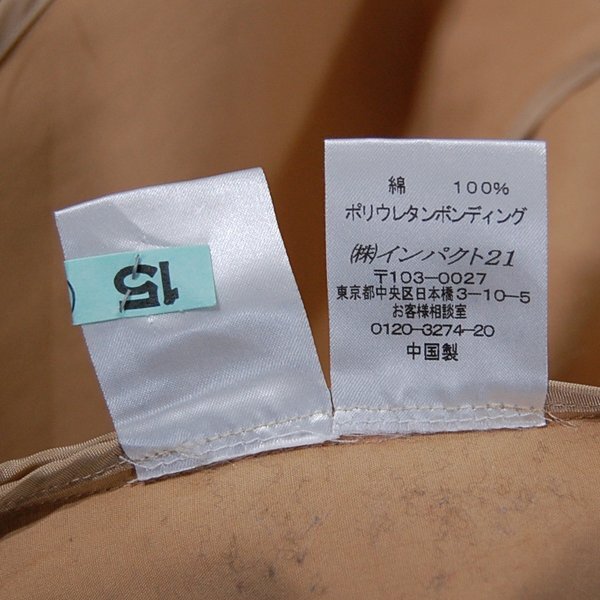 15
綿 100%
ポリウレタンボンディング
(株)インパクト21
〒103-0027
東京都中央区日本橋3-10-5
お客様相談室
0120-3274-20
中国製